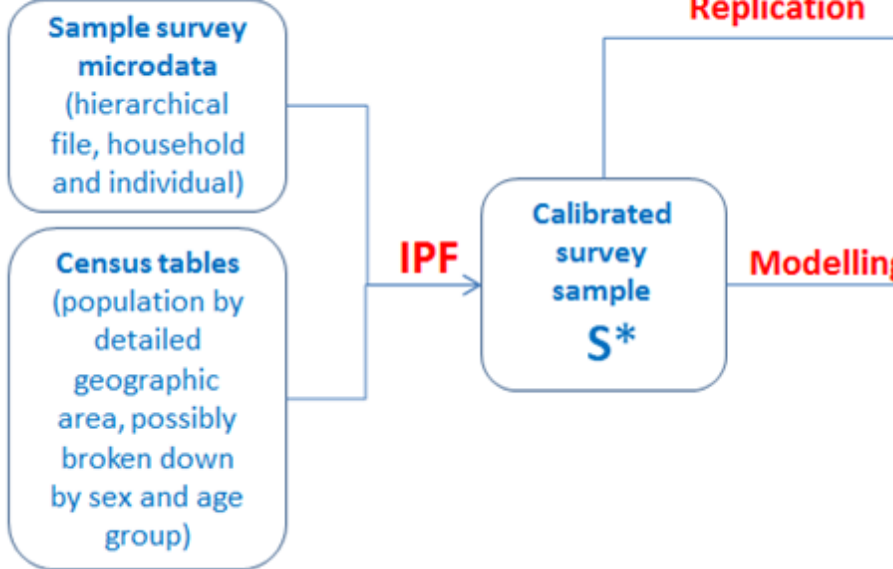 Replication
Sample survey
microdata
(hierarchical
file, household
and individual)
Census tables
(population by
detailed
geographic
area, possibly
broken down
by sex and age
group)
IPF
Calibrated
survey
sample
S*
Modelling